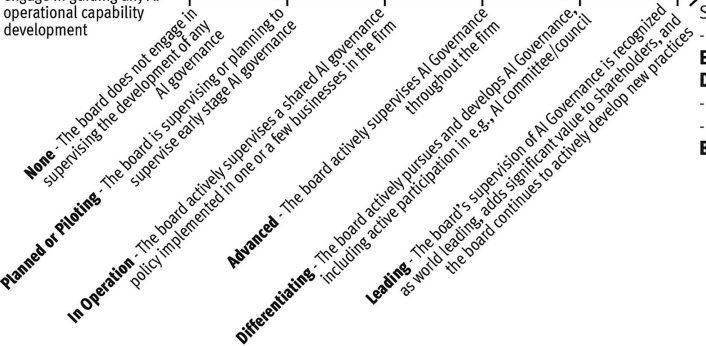 engage in guiding any AI
operational capability
development
None - The board does not engage in
supervising the development of any
AI governance
Planned or Piloting - The board is supervising or planning to
supervise early stage AI governance
In Operation - The board actively supervises a shared AI governance
policy implemented in one or a few businesses in the firm
Advanced - The board actively supervises AI Governance
throughout the firm
Differentiating - The board actively pursues and develops AI Governance,
including active participation in e.g., AI committee/council
Leading - The board's supervision of AI Governance is recognized
as world leading, adds significant value to shareholders, and
the board continues to actively develop new practices
S
-
E
D
-
-
B